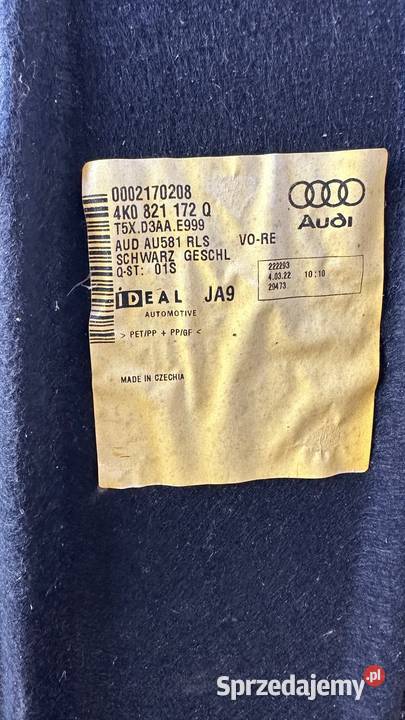 0002170208
4K0 821 172 Q
T5X.D3AA.E999
AUD AU581 RLS VO-RE
SCHWARZ GESCHL
Q-ST: 01S
Audi
222293
4.03.22 10:10
29473
IDEAL JA9
AUTOMOTIVE
> PET/PP + PP/GF <
MADE IN CZECHIA
Sprzedajemy.pl